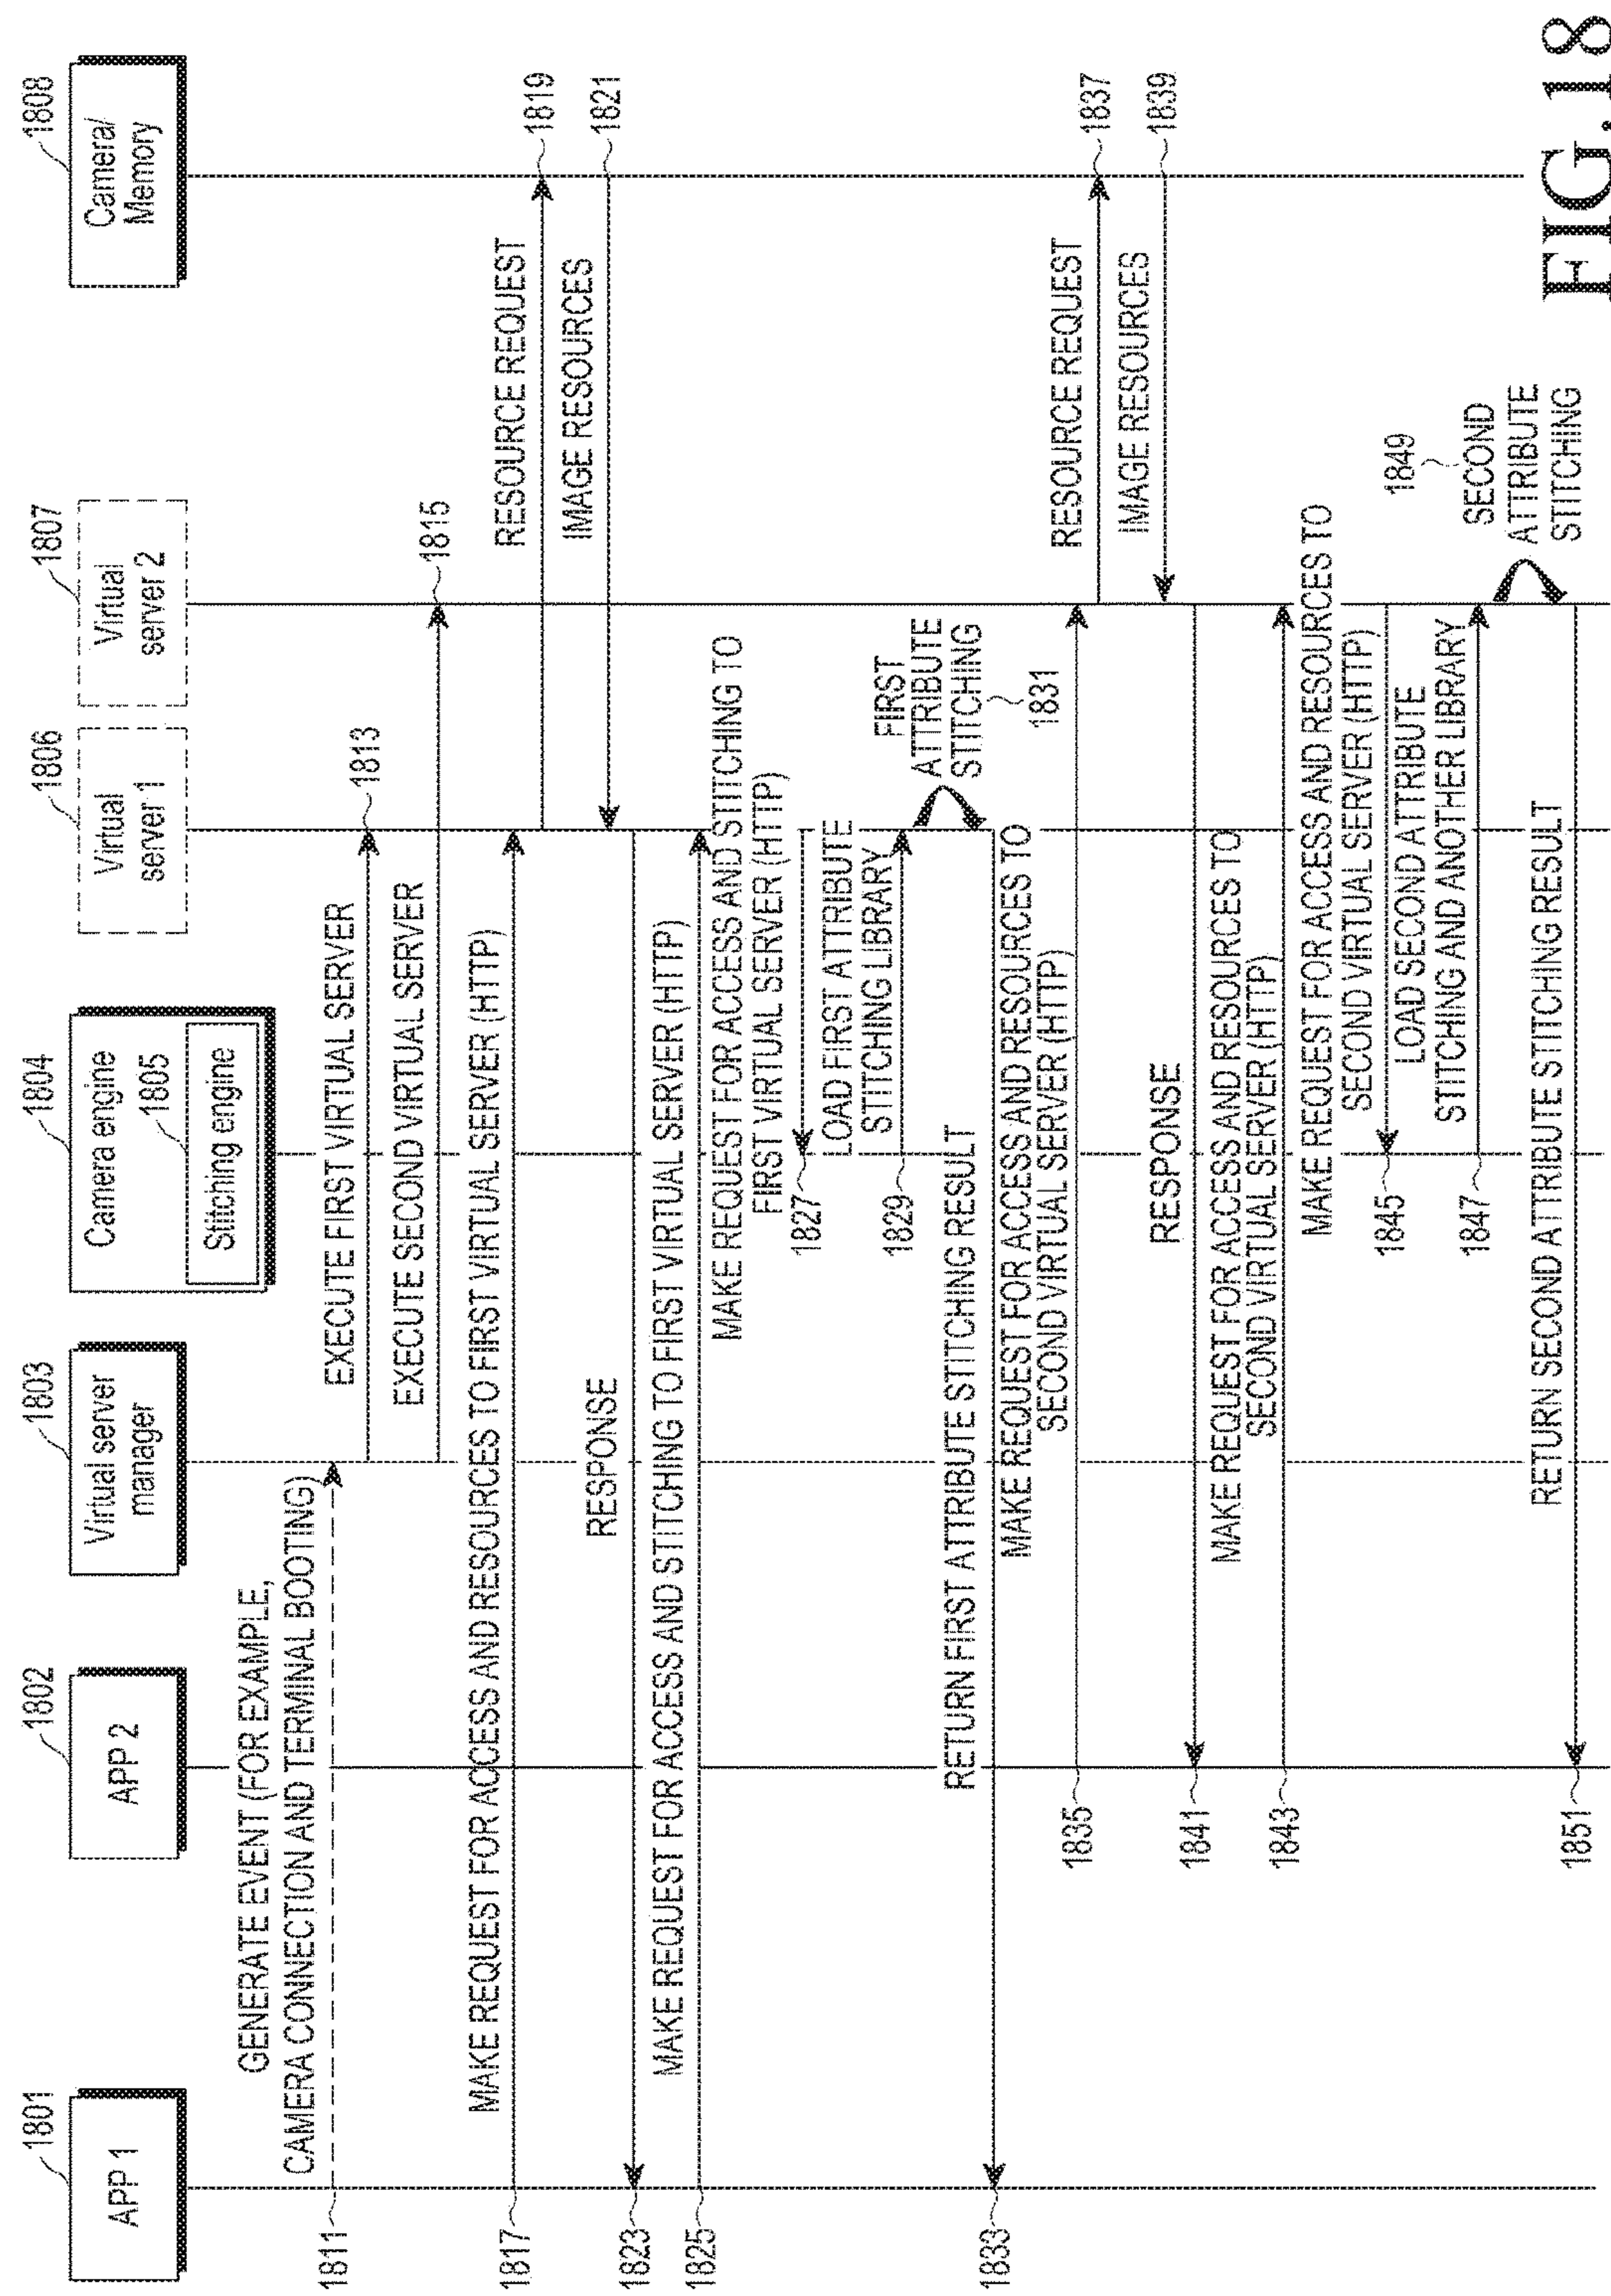 1801
APP 1
1802
APP 2
1803
Virtual server
manager
1804
Camera engine
1805
Stitching engine
1806
Virtual
server 1
1807
Virtual
server 2
1808
Camera/
Memory
GENERATE EVENT (FOR EXAMPLE,
CAMERA CONNECTION AND TERMINAL BOOTING)
1811
EXECUTE FIRST VIRTUAL SERVER
1813
EXECUTE SECOND VIRTUAL SERVER
1815
MAKE REQUEST FOR ACCESS AND RESOURCES TO FIRST VIRTUAL SERVER (HTTP)
1817
RESOURCE REQUEST
1819
IMAGE RESOURCES
1821
RESPONSE
1823
MAKE REQUEST FOR ACCESS AND STITCHING TO FIRST VIRTUAL SERVER (HTTP)
1825
MAKE REQUEST FOR ACCESS AND STITCHING TO
FIRST VIRTUAL SERVER (HTTP)
1827
LOAD FIRST ATTRIBUTE
STITCHING LIBRARY
1829
FIRST
ATTRIBUTE
STITCHING
1831
RETURN FIRST ATTRIBUTE STITCHING RESULT
1833
MAKE REQUEST FOR ACCESS AND RESOURCES TO
SECOND VIRTUAL SERVER (HTTP)
1835
RESOURCE REQUEST
1837
IMAGE RESOURCES
1839
RESPONSE
1841
MAKE REQUEST FOR ACCESS AND RESOURCES TO
SECOND VIRTUAL SERVER (HTTP)
1843
MAKE REQUEST FOR ACCESS AND RESOURCES TO
SECOND VIRTUAL SERVER (HTTP)
1845
LOAD SECOND ATTRIBUTE
STITCHING AND ANOTHER LIBRARY
1847
1849
SECOND
ATTRIBUTE
STITCHING
RETURN SECOND ATTRIBUTE STITCHING RESULT
1851
FIG.18